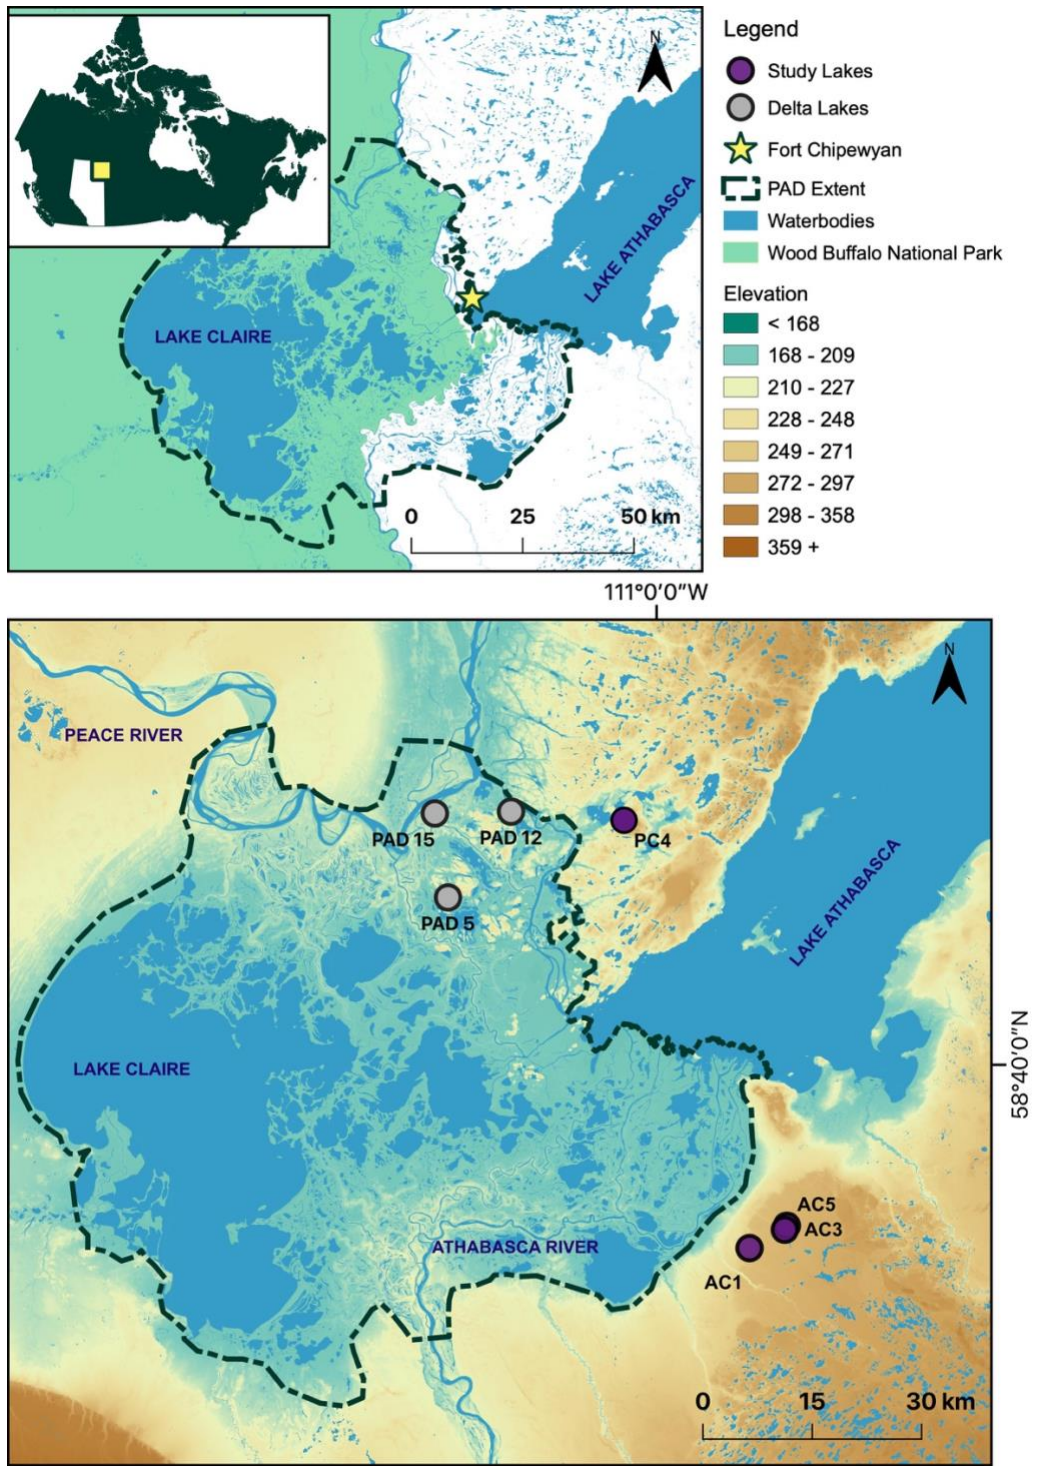 N
LAKE ATHABASCA
LAKE CLAIRE
0 25 50 km
Legend
Study Lakes
Delta Lakes
Fort Chipewyan
PAD Extent
Waterbodies
Wood Buffalo National Park
Elevation
< 168
168 - 209
210 - 227
228 - 248
249 - 271
272 - 297
298 - 358
359 +
111°0'0"W
N
PEACE RIVER
PAD 15
PAD 12
PC4
PAD 5
LAKE ATHABASCA
58°40'0"N
LAKE CLAIRE
AC5
AC3
ATHABASCA RIVER
AC1
0 15 30 km